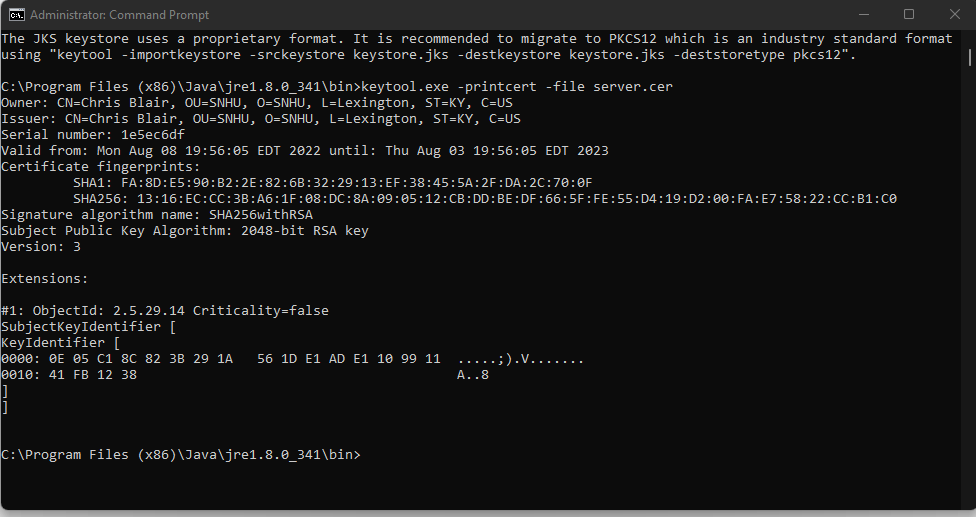 Administrator: Command Prompt
The JKS keystore uses a proprietary format. It is recommended to migrate to PKCS12 which is an industry standard format
using "keytool -importkeystore -srckeystore keystore.jks -destkeystore keystore.jks -deststoretype pkcs12".
C:\Program Files (x86)\Java\jre1.8.0_341\bin>keytool.exe -printcert -file server.cer
Owner: CN=Chris Blair, OU=SNHU, O=SNHU, L=Lexington, ST=KY, C=US
Issuer: CN=Chris Blair, OU=SNHU, O=SNHU, L=Lexington, ST=KY, C=US
Serial number: 1e5ec6df
Valid from: Mon Aug 08 19:56:05 EDT 2022 until: Thu Aug 03 19:56:05 EDT 2023
Certificate fingerprints:
SHA1: FA:8D:E5:90:B2:2E:82:6B:32:29:13:EF:38:45:5A:2F:DA:2C:70:0F
SHA256: 13:16:EC:CC:3B:A6:1F:08:DC:8A:09:05:12:CB:DD:BE:DF:66:5F:FE:55:D4:19:D2:00:FA:E7:58:22:CC:B1:C0
Signature algorithm name: SHA256withRSA
Subject Public Key Algorithm: 2048-bit RSA key
Version: 3
Extensions:
#1: ObjectId: 2.5.29.14 Criticality=false
SubjectKeyIdentifier [
KeyIdentifier [
0000: 0E 05 C1 8C 82 3B 29 1A   56 1D E1 AD E1 10 99 11  .....;).V.......
0010: 41 FB 12 38                                        A..8
]
]
C:\Program Files (x86)\Java\jre1.8.0_341\bin>